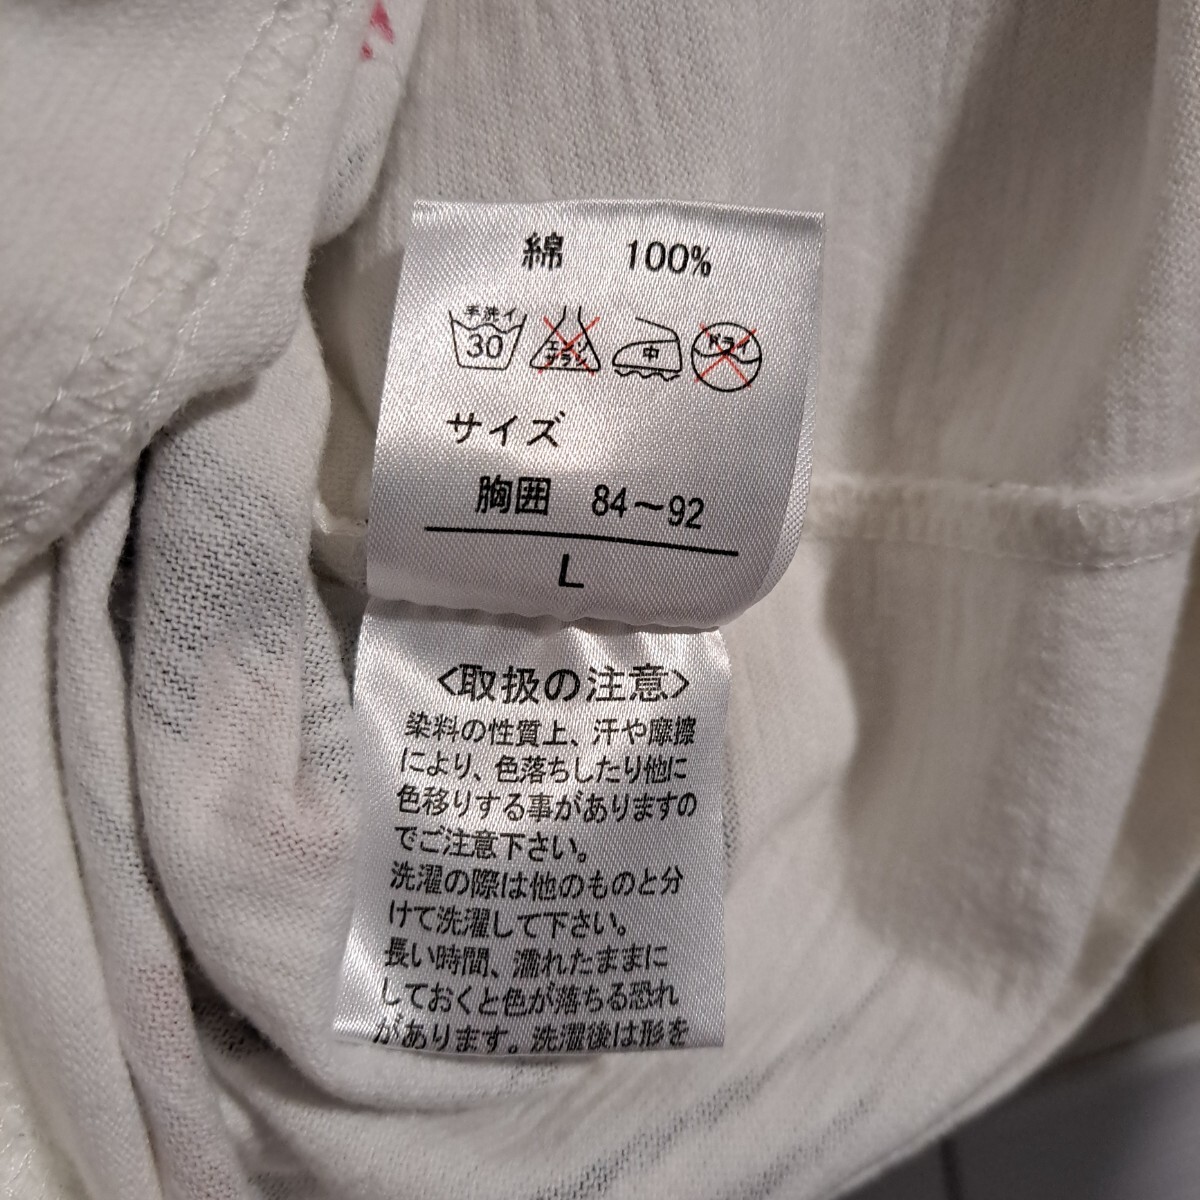 綿 100%
手洗イ
30
エンソ
サラシ
中
ドライ
サイズ
胸囲 84～92
L
<取扱の注意>
染料の性質上、汗や摩擦
により、色落ちしたり他に
色移りする事がありますの
でご注意下さい。
洗濯の際は他のものと分
けて洗濯して下さい。
長い時間、濡れたままに
しておくと色が落ちる恐れ
があります。洗濯後は形を